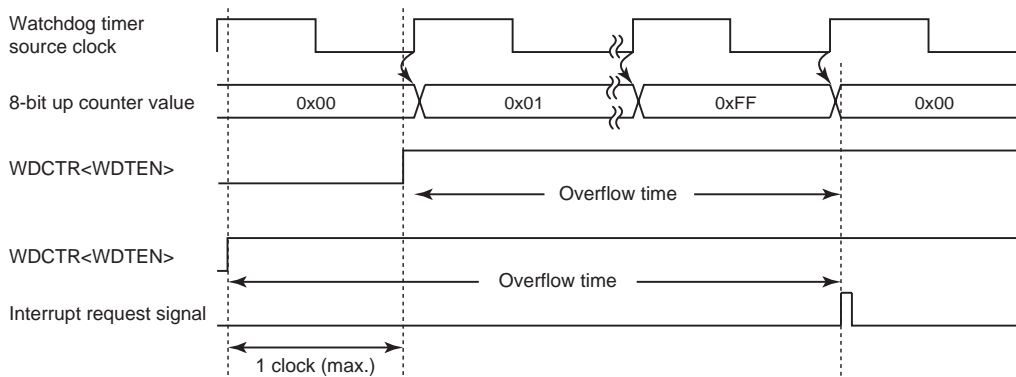 Watchdog timer
source clock
8-bit up counter value
0x00
0x01
0xFF
0x00
WDCTR<WDTEN>
Overflow time
WDCTR<WDTEN>
Overflow time
Interrupt request signal
1 clock (max.)